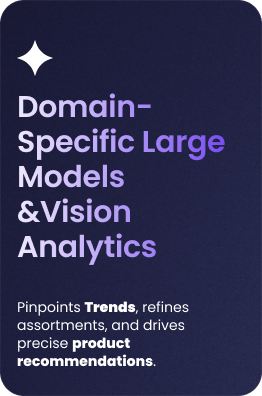 Domain-
Specific Large
Models
&Vision
Analytics
Pinpoints Trends, refines
assortments, and drives
precise product
recommendations.